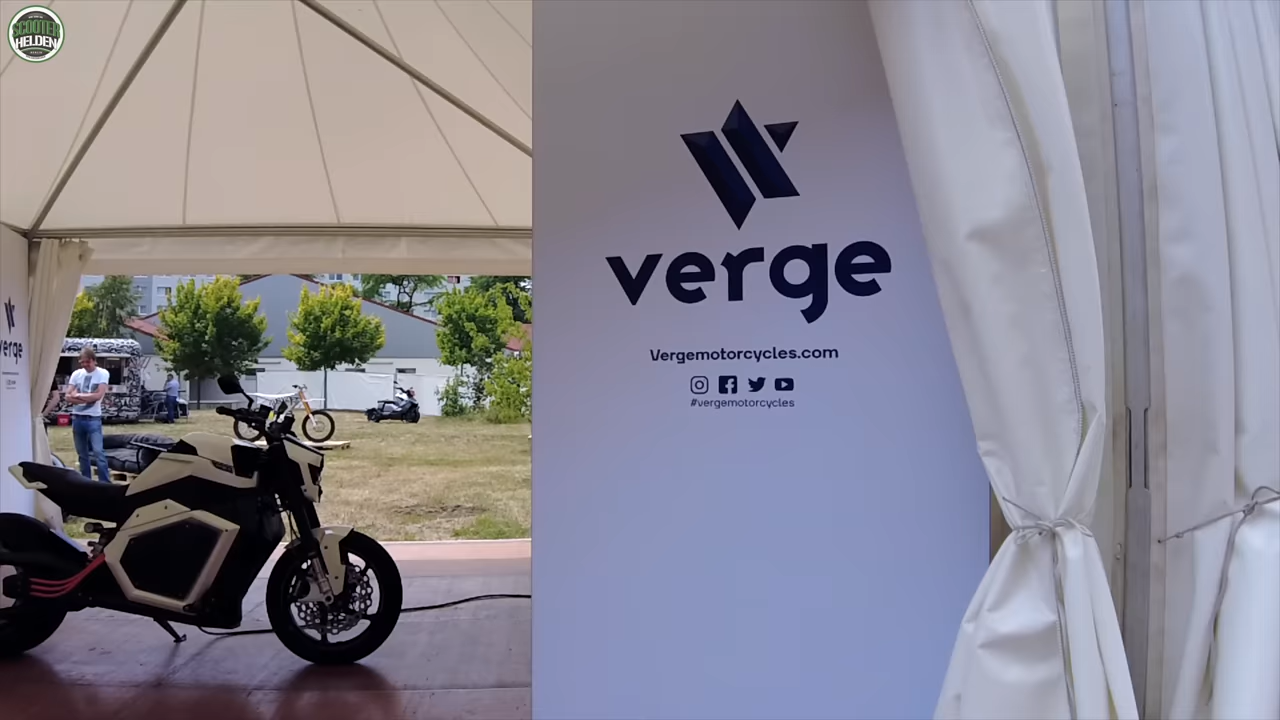 SCOOTER
HELDEN
verge
Vergemotorcycles.com
#vergemotorcycles
verge